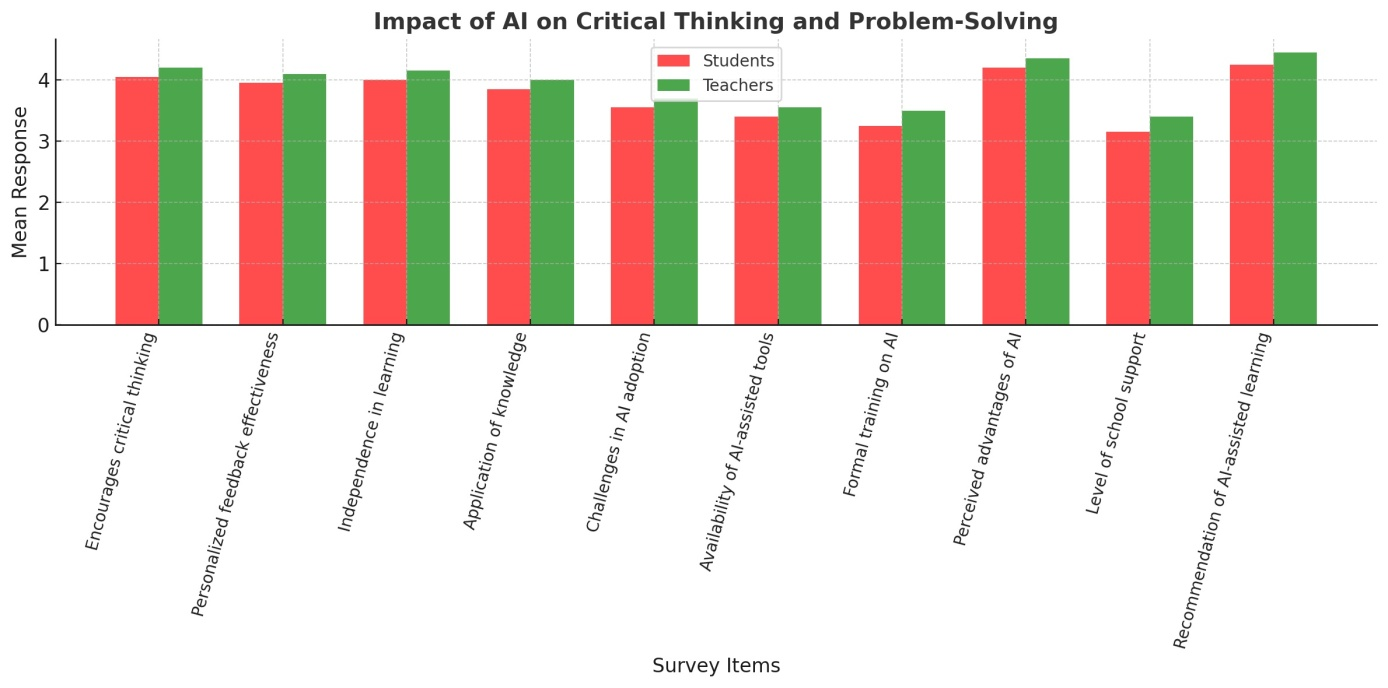 Impact of AI on Critical Thinking and Problem-Solving
Students
Teachers
Mean Response
4
3
2
1
0
Encourages critical thinking
Personalized feedback effectiveness
Independence in learning
Application of knowledge
Challenges in AI adoption
Availability of AI-assisted tools
Formal training on AI
Perceived advantages of AI
Level of school support
Recommendation of AI-assisted learning
Survey Items